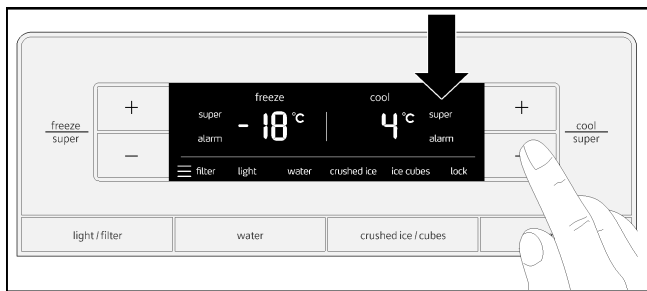 freeze
super
+
−
freeze cool
super - 18 °C 4 °C super
alarm alarm
filter light water crushed ice ice cubes lock
+
−
cool
super
light / filter
water
crushed ice / cubes